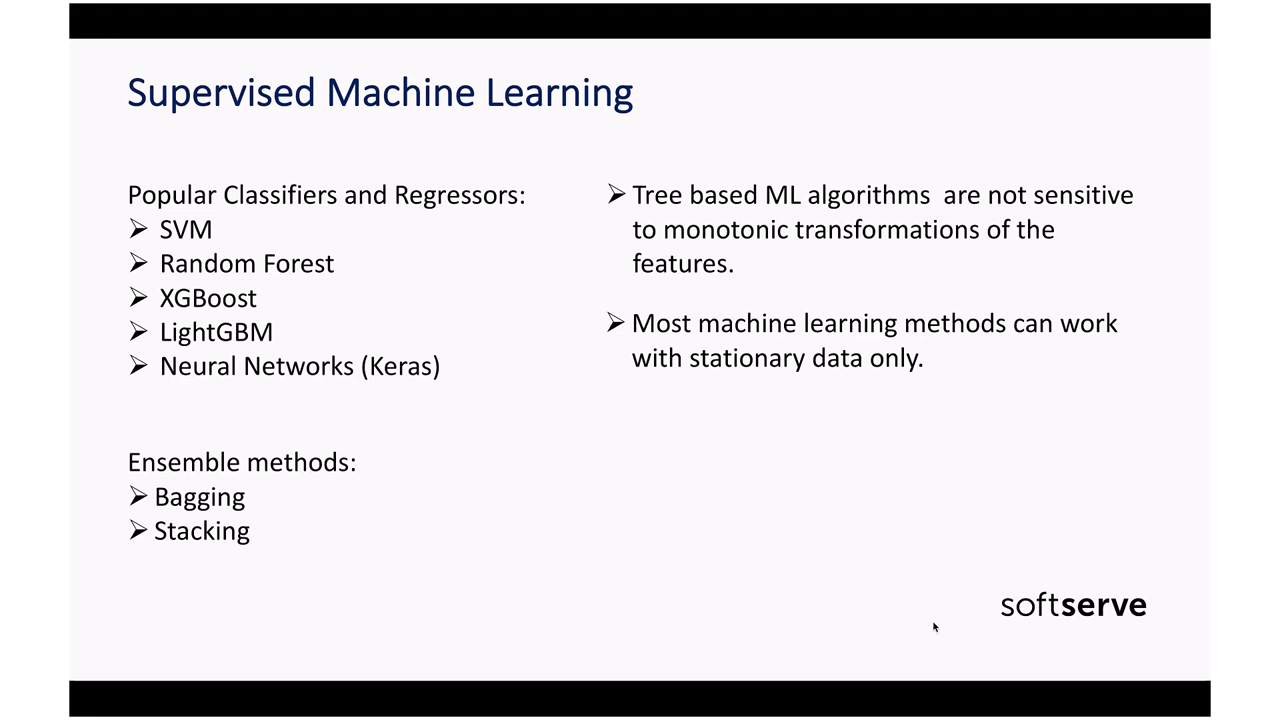 Supervised Machine Learning
Popular Classifiers and Regressors:
➢ SVM
➢ Random Forest
➢ XGBoost
➢ LightGBM
➢ Neural Networks (Keras)
Ensemble methods:
➢ Bagging
➢ Stacking
➢ Tree based ML algorithms are not sensitive
to monotonic transformations of the
features.
➢ Most machine learning methods can work
with stationary data only.
softserve